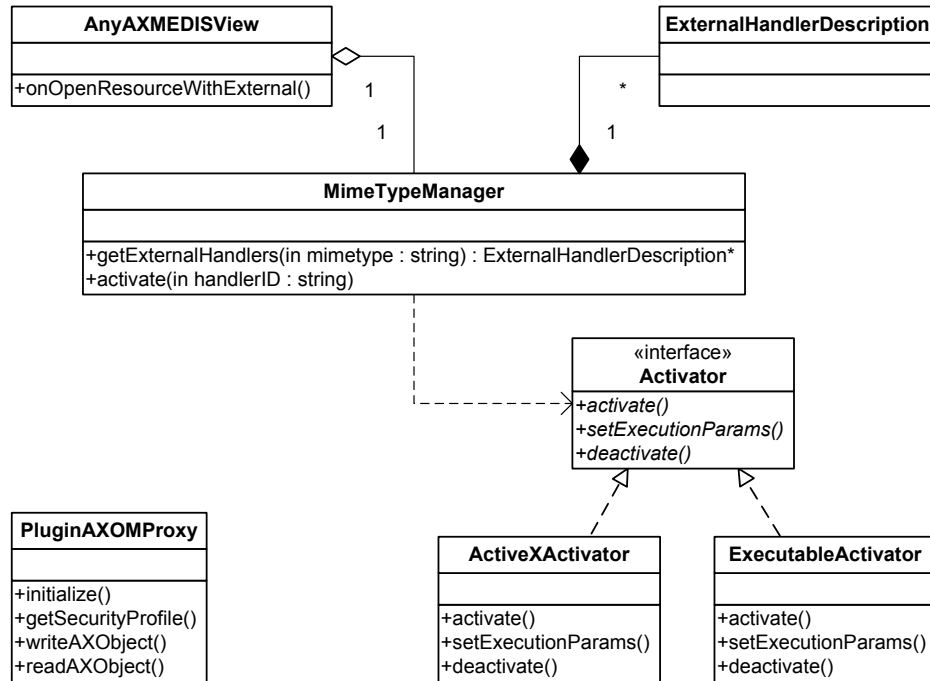 AnyAXMEDISView
+onOpenResourceWithExternal()
ExternalHandlerDescription
1
1
*
1
MimeTypeManager
+getExternalHandlers(in mimetype : string) : ExternalHandlerDescription*
+activate(in handlerID : string)
«interface»
Activator
+activate()
+setExecutionParams()
+deactivate()
PluginAXOMProxy
+initialize()
+getSecurityProfile()
+writeAXObject()
+readAXObject()
ActiveXActivator
+activate()
+setExecutionParams()
+deactivate()
ExecutableActivator
+activate()
+setExecutionParams()
+deactivate()